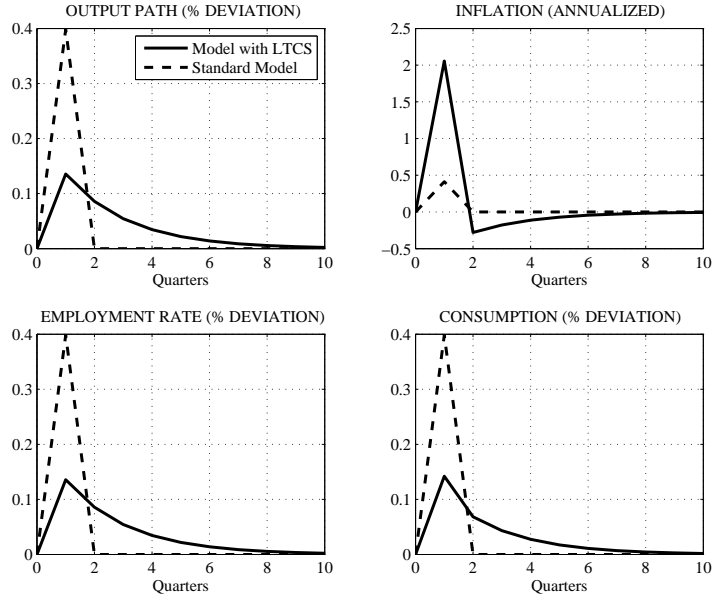 OUTPUT PATH (% DEVIATION)
0.4
0.3
0.2
0.1
0
0 2 4 6 8 10
Quarters
Model with LTCS
Standard Model
INFLATION (ANNUALIZED)
2.5
2
1.5
1
0.5
0
−0.5
0 2 4 6 8 10
Quarters
EMPLOYMENT RATE (% DEVIATION)
0.4
0.3
0.2
0.1
0
0 2 4 6 8 10
Quarters
CONSUMPTION (% DEVIATION)
0.4
0.3
0.2
0.1
0
0 2 4 6 8 10
Quarters